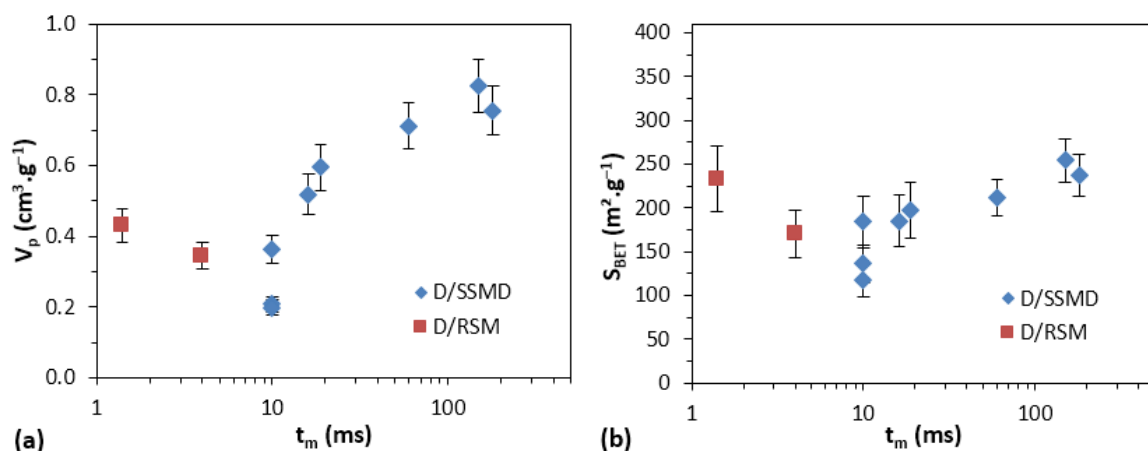 1.0
0.8
0.6
0.4
0.2
0.0
Vp (cm³·g⁻¹)
D/SSMD
D/RSM
1 10 100
tm (ms)
(a)
400
350
300
250
200
150
100
50
0
SBET (m²·g⁻¹)
D/SSMD
D/RSM
1 10 100
tm (ms)
(b)